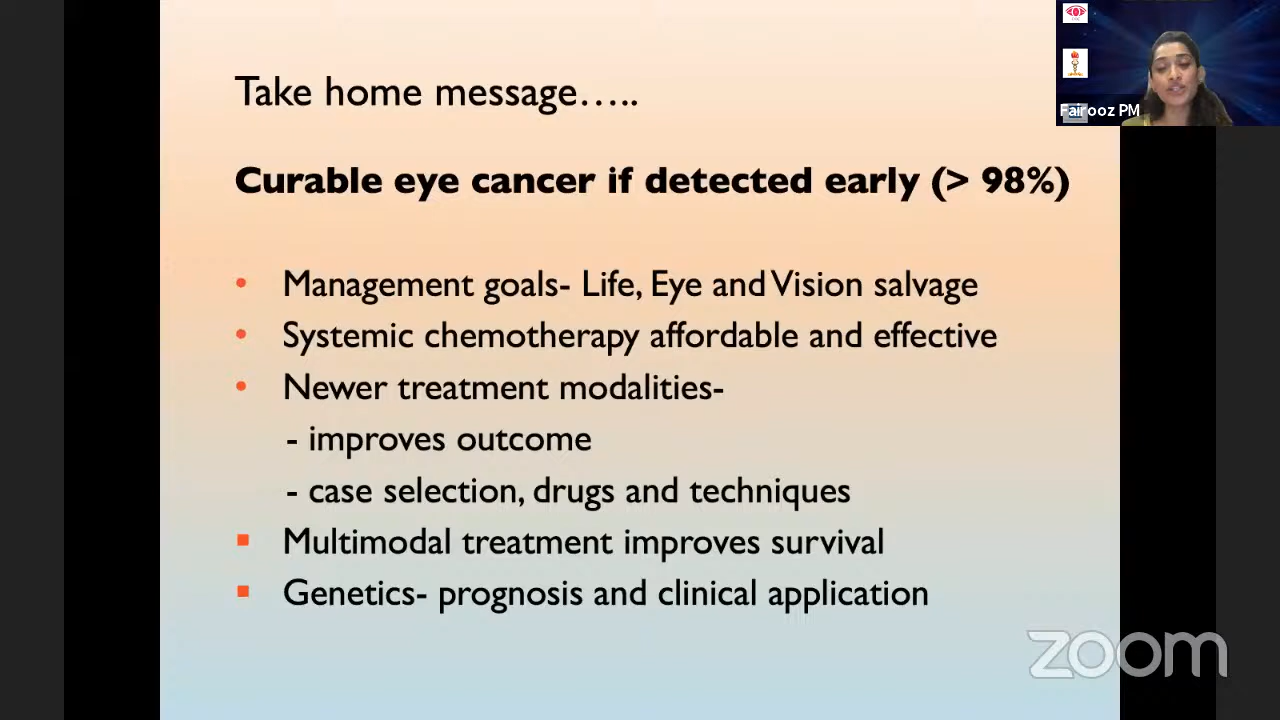 Take home message…..
Fairooz PM
Curable eye cancer if detected early (> 98%)
• Management goals- Life, Eye and Vision salvage
• Systemic chemotherapy affordable and effective
• Newer treatment modalities-
- improves outcome
- case selection, drugs and techniques
▪ Multimodal treatment improves survival
▪ Genetics- prognosis and clinical application
zoom